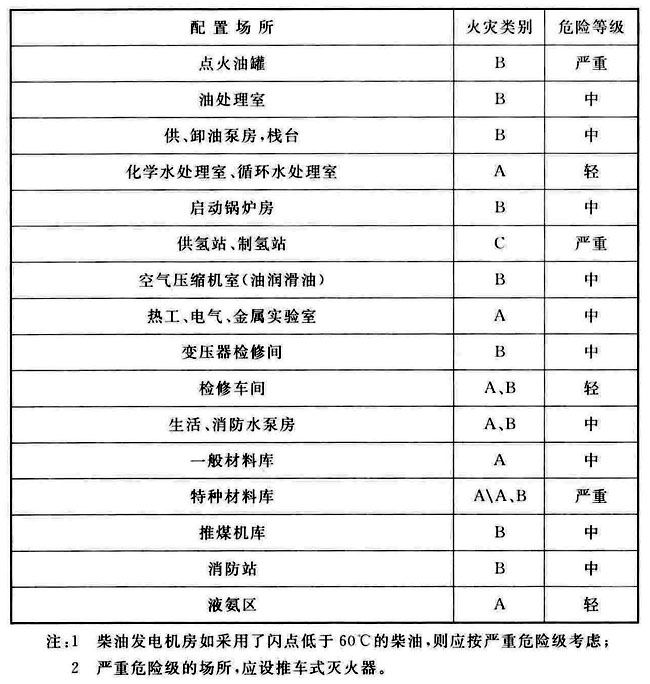 配置场所 火灾类别 危险等级
点火油罐 B 严重
油处理室 B 中
供、卸油泵房,栈台 B 中
化学水处理室、循环水处理室 A 轻
启动锅炉房 B 中
供氢站、制氢站 C 严重
空气压缩机室(油润滑油) B 中
热工、电气、金属实验室 A 中
变压器检修间 B 中
检修车间 A、B 轻
生活、消防水泵房 A、B 中
一般材料库 A 中
特种材料库 A\A、B 严重
推煤机库 B 中
消防站 B 中
液氨区 A 轻
注:1 柴油发电机房如采用了闪点低于60℃的柴油,则应按严重危险级考虑;
2 严重危险级的场所,应设推车式灭火器。